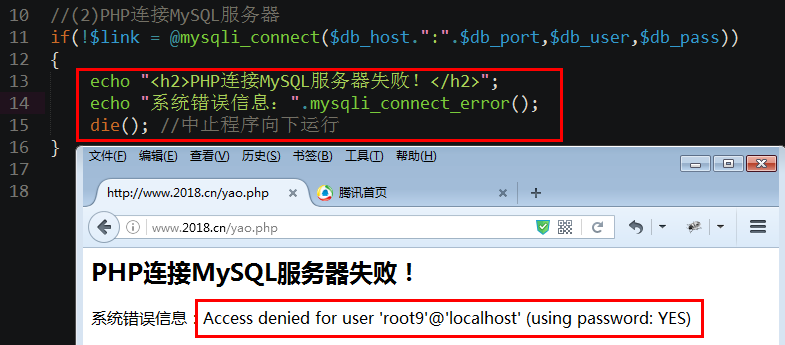 10 //(2)PHP连接MySQL服务器
11 if(!$link = @mysqli_connect($db_host.":".$db_port,$db_user,$db_pass))
12 {
13 echo "<h2>PHP连接MySQL服务器失败！</h2>";
14 echo "系统错误信息：".mysqli_connect_error();
15 die(); //中止程序向下运行
16 }
17
18
文件(F) 编辑(E) 查看(V) 历史(S) 书签(B) 工具(T) 帮助(H)
http://www.2018.cn/yao.php 腾讯首页
www.2018.cn/yao.php
PHP连接MySQL服务器失败！
系统错误信息：Access denied for user 'root9'@'localhost' (using password: YES)